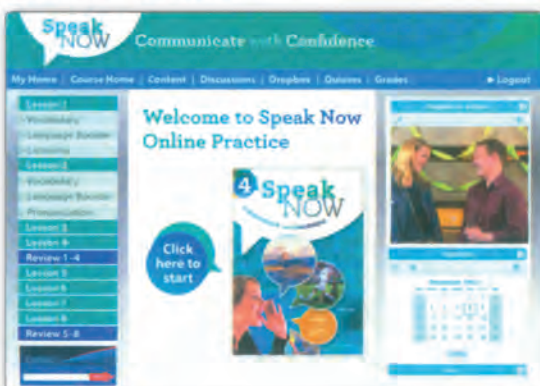 Speak
NOW
Communicate with Confidence
My Home | Course Home | Content | Discussions | Dropbox | Quizzes | Grades
Logout
Lesson 1
Vocabulary
Language Booster
Listening
Lesson 2
Vocabulary
Language Booster
Pronunciation
Lesson 3
Lesson 4
Review 1-4
Lesson 5
Lesson 6
Lesson 7
Lesson 8
Review 5-8
Welcome to Speak Now
Online Practice
4 Speak
NOW
Click
here to
start